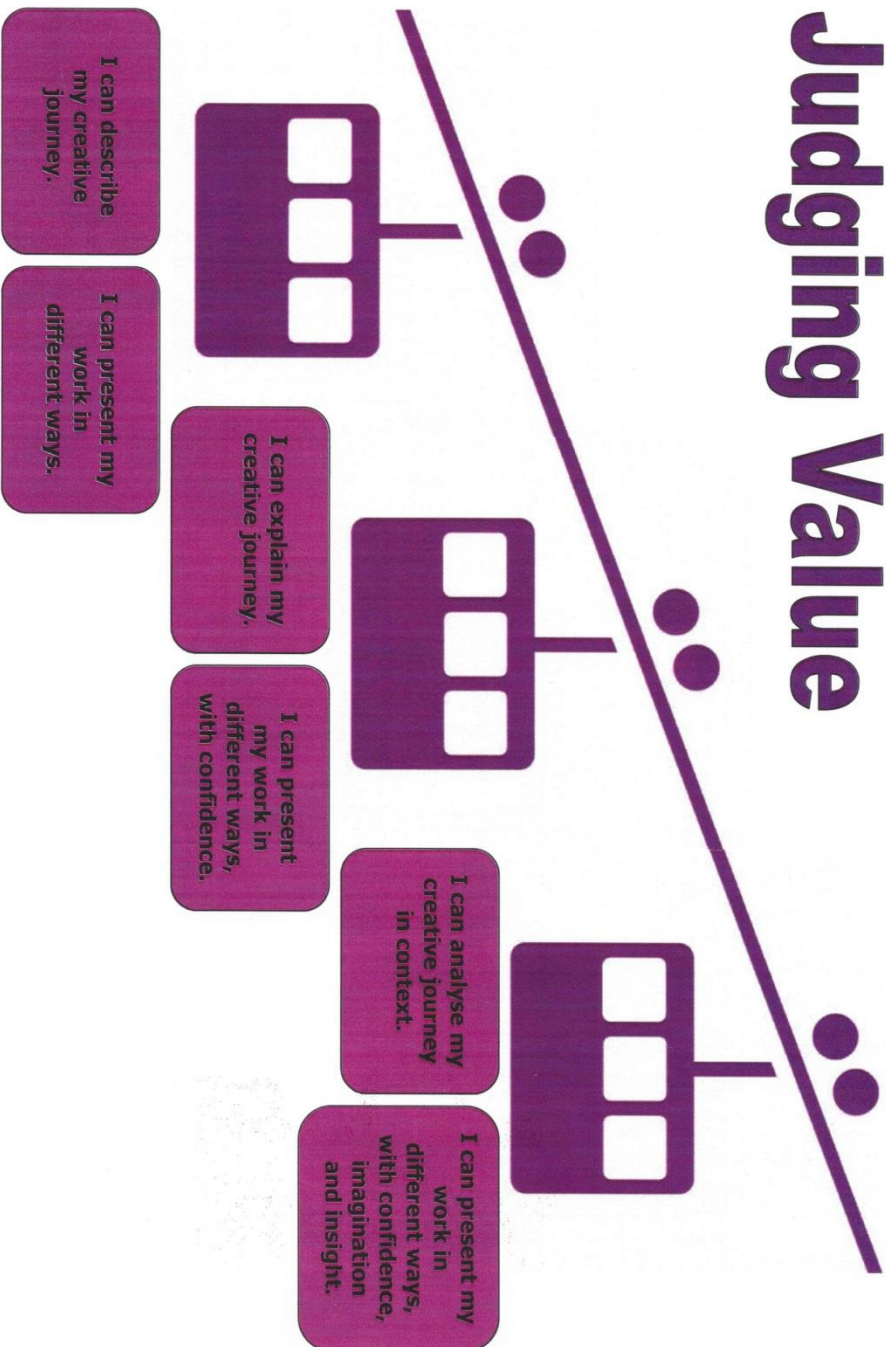 Judging Value
I can describe
my creative
journey.
I can present my
work in
different ways.
I can explain my
creative journey.
I can present
my work in
different ways,
with confidence.
I can analyse my
creative journey
in context.
I can present my
work in
different ways,
with confidence,
imagination
and insight.